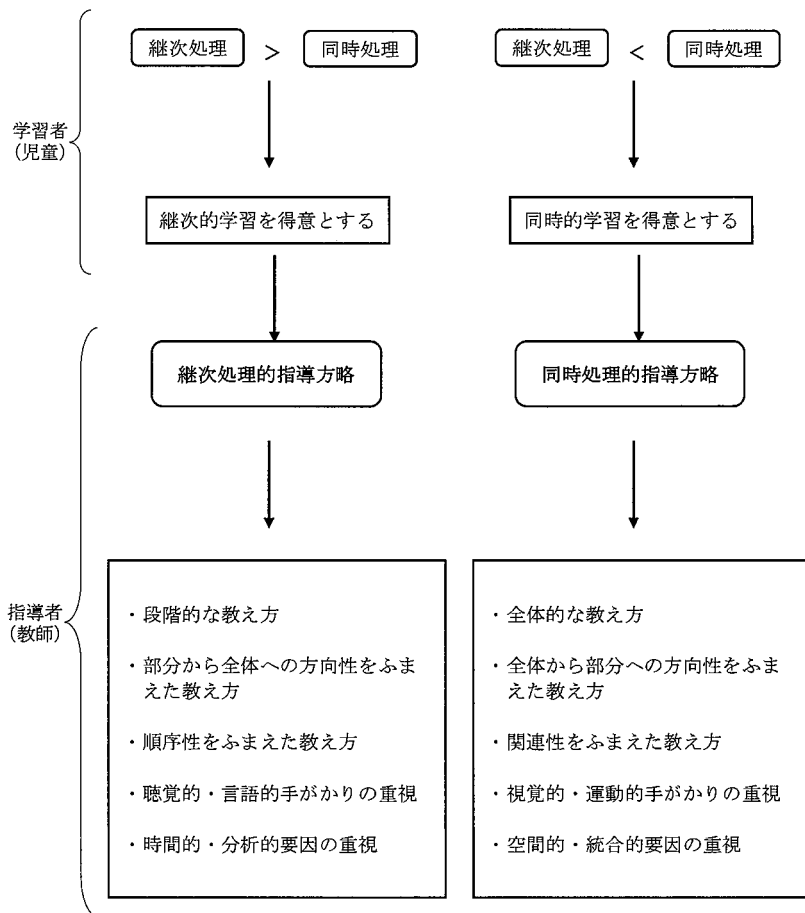 継次処理 > 同時処理
継次処理 < 同時処理
学習者
(児童)
継次的学習を得意とする
同時的学習を得意とする
継次処理的指導方略
同時処理的指導方略
指導者
(教師)
・段階的な教え方
・部分から全体への方向性をふま
えた教え方
・順序性をふまえた教え方
・聴覚的・言語的手がかりの重視
・時間的・分析的要因の重視
・全体的な教え方
・全体から部分への方向性をふま
えた教え方
・関連性をふまえた教え方
・視覚的・運動的手がかりの重視
・空間的・統合的要因の重視